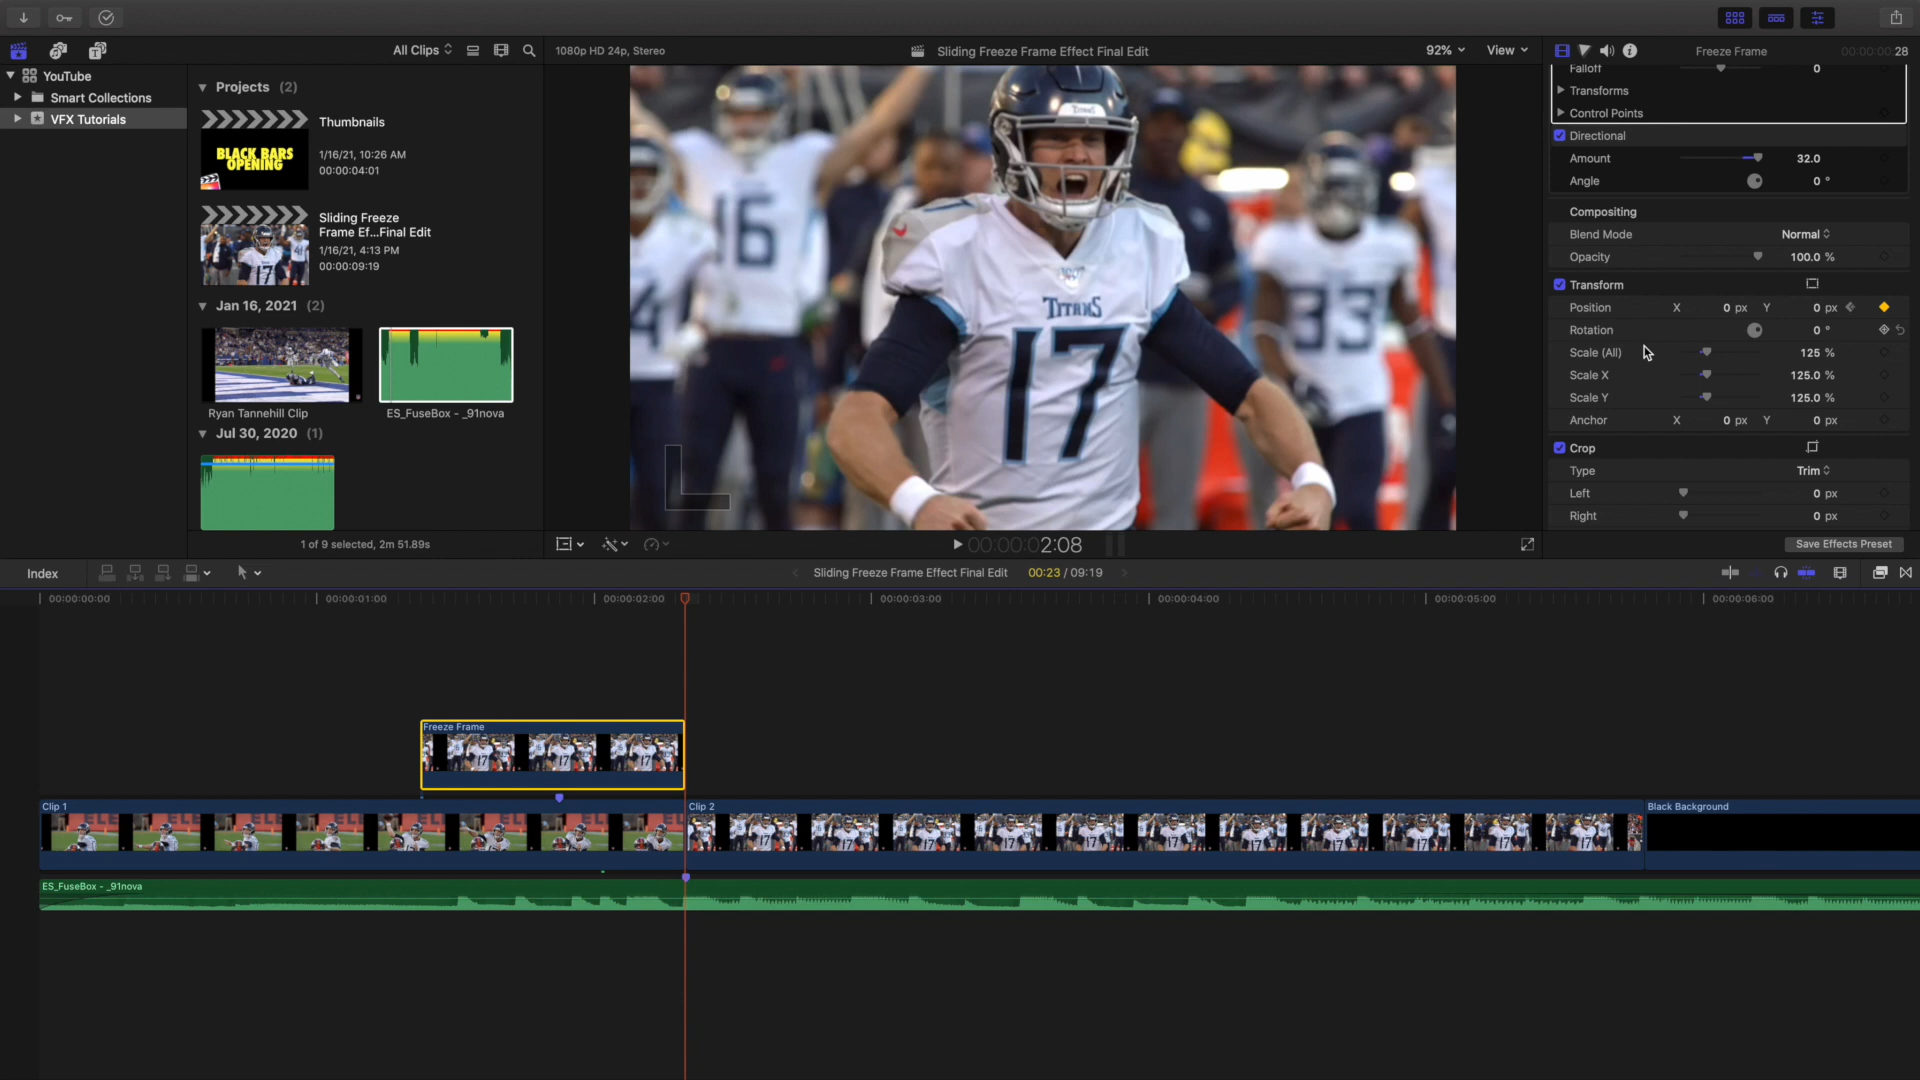 All Clips
1080p HD 24p, Stereo
Sliding Freeze Frame Effect Final Edit
92%
View
Freeze Frame
00:00:00:28
YouTube
Smart Collections
VFX Tutorials
Projects (2)
Thumbnails
1/16/21, 10:26 AM
00:00:04:01
BLACK BARS
OPENING
Sliding Freeze
Frame Ef...Final Edit
1/16/21, 4:13 PM
00:00:09:19
17
Jan 16, 2021 (2)
Ryan Tannehill Clip
ES_FuseBox - _91nova
Jul 30, 2020 (1)
1 of 9 selected, 2m 51.89s
16
TITANS
17
33
4
00:00:02:08
Falloff 0
Transforms
Control Points
Directional
Amount 32.0
Angle 0 °
Compositing
Blend Mode Normal
Opacity 100.0 %
Transform
Position X 0 px Y 0 px
Rotation 0 °
Scale (All) 125 %
Scale X 125.0 %
Scale Y 125.0 %
Anchor X 0 px Y 0 px
Crop
Type Trim
Left 0 px
Right 0 px
Save Effects Preset
Index
Sliding Freeze Frame Effect Final Edit 00:23 / 09:19
00:00:00:00 00:00:01:00 00:00:02:00 00:00:03:00 00:00:04:00 00:00:05:00 00:00:06:00
Freeze Frame
Clip 1
Clip 2
Black Background
ES_FuseBox - _91nova